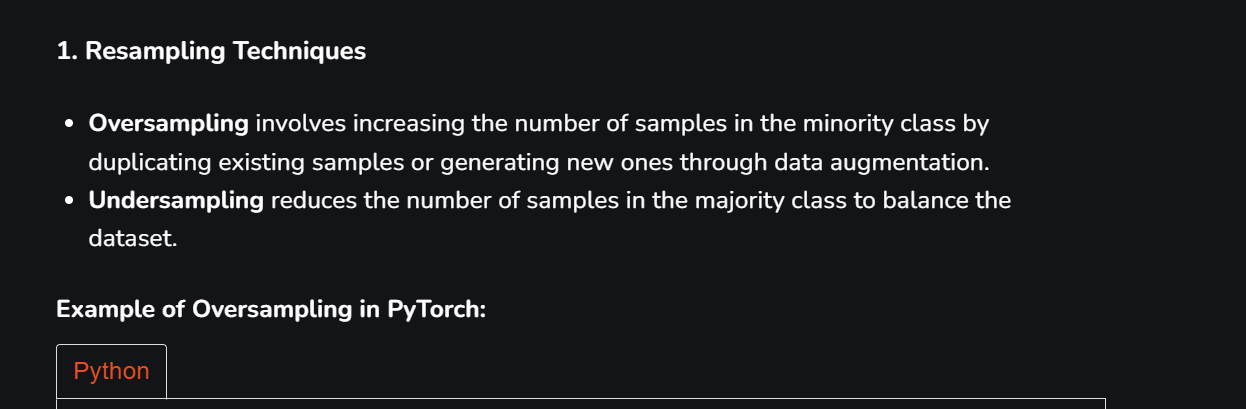 1. Resampling Techniques
• Oversampling involves increasing the number of samples in the minority class by
duplicating existing samples or generating new ones through data augmentation.
• Undersampling reduces the number of samples in the majority class to balance the
dataset.
Example of Oversampling in PyTorch:
Python